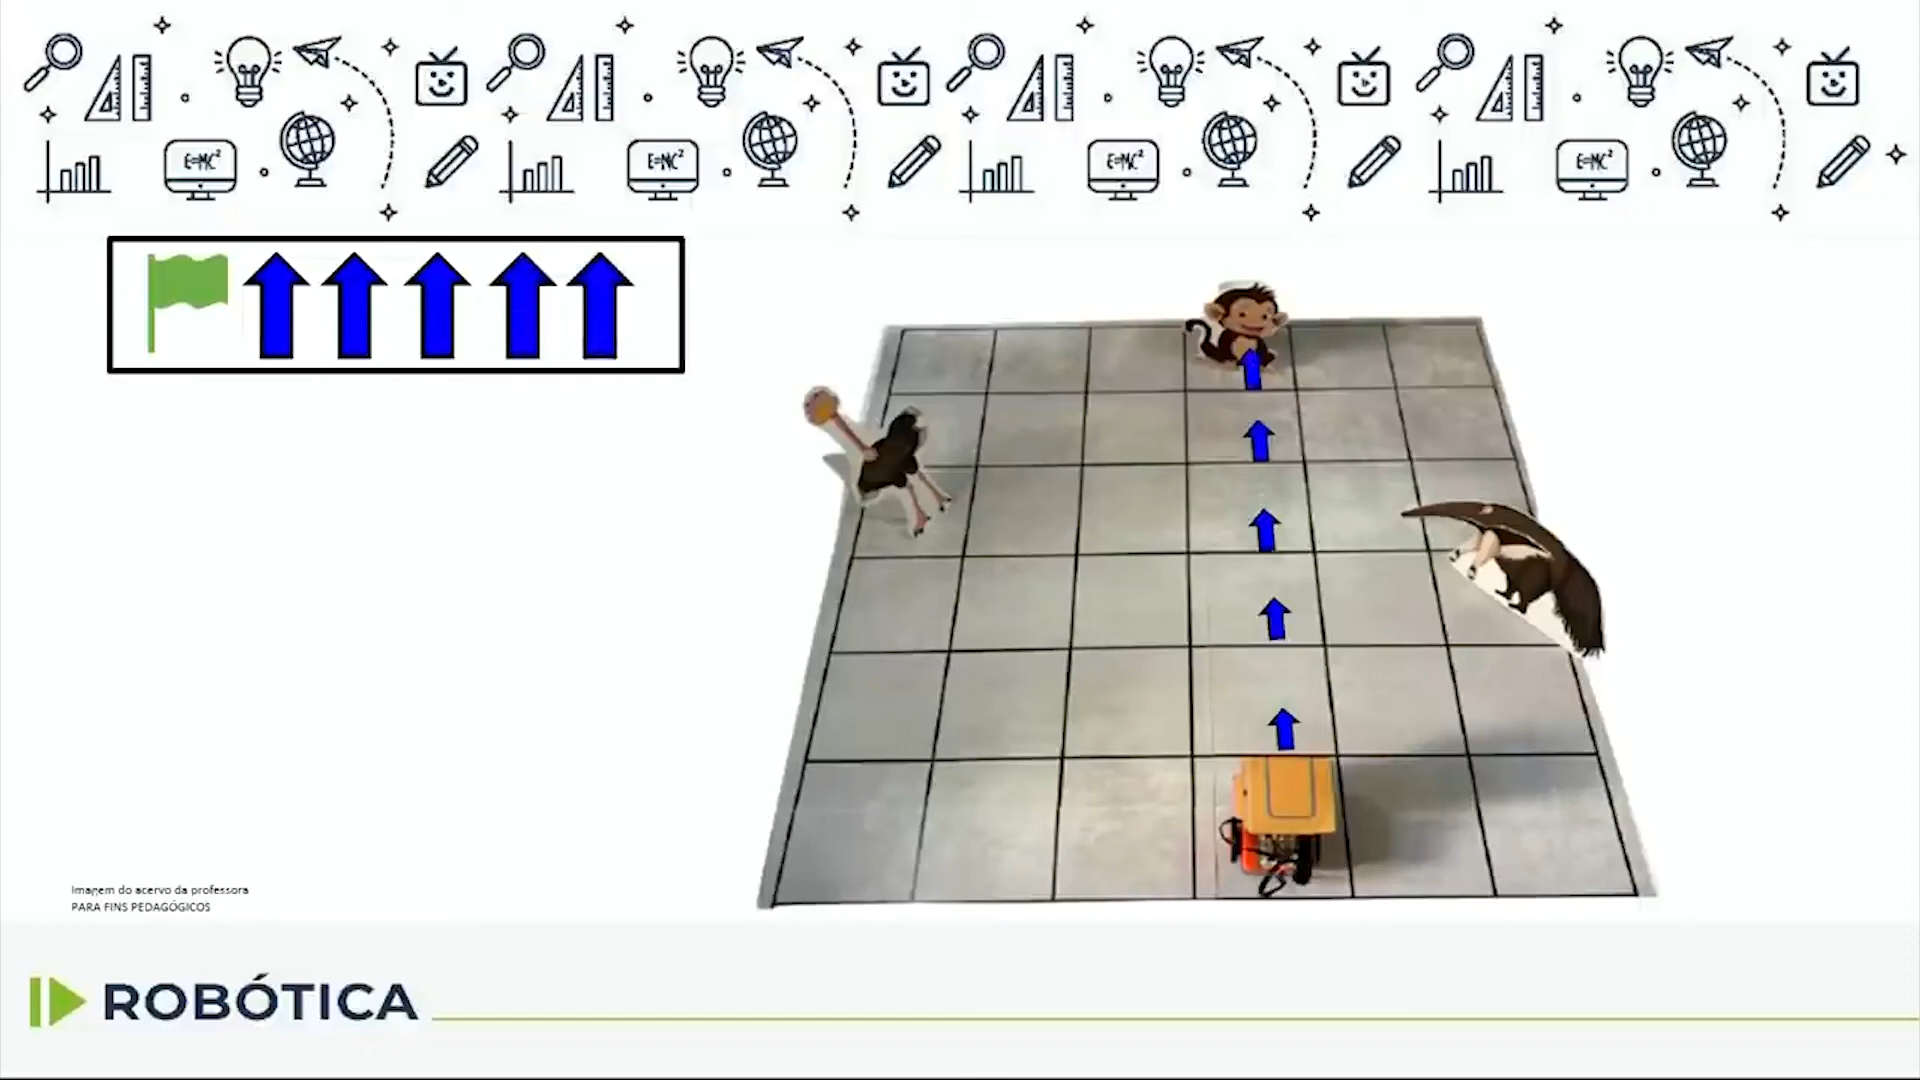 E=MC²
E=MC²
E=MC²
E=MC²
Imagem do acervo da professora
PARA FINS PEDAGÓGICOS
ROBÓTICA